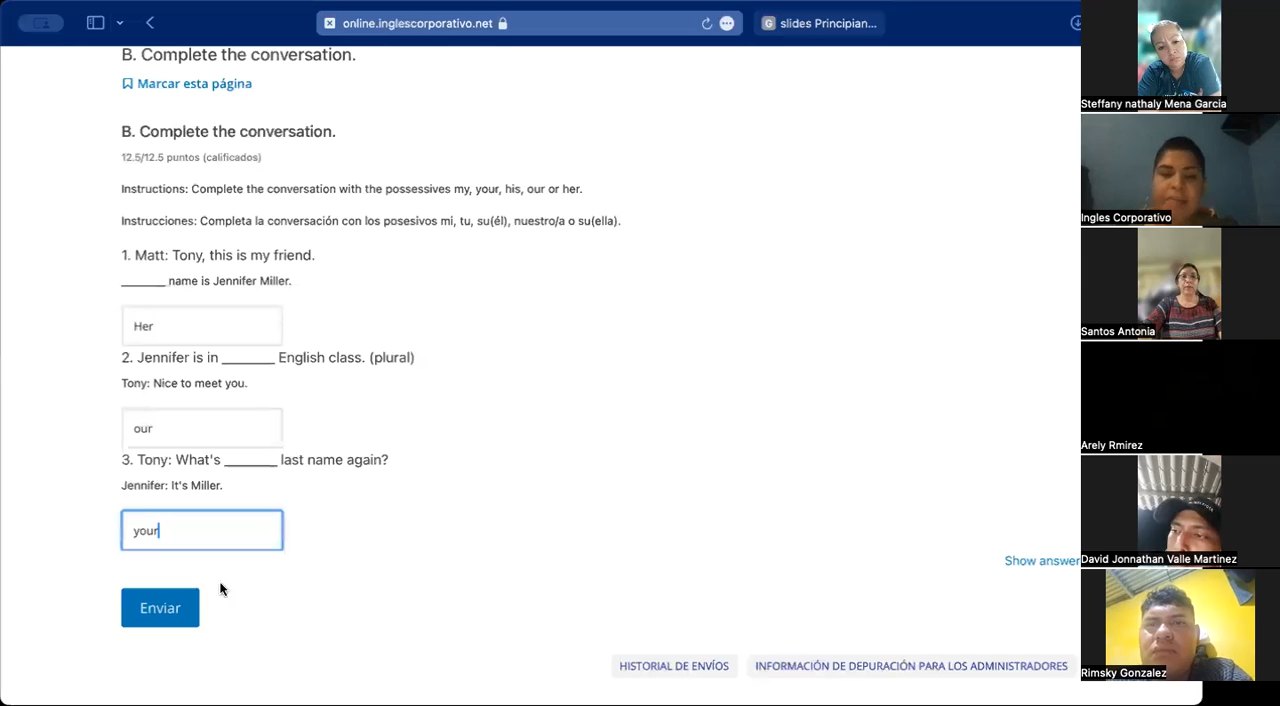 online.inglescorporativo.net
slides Principian...
B. Complete the conversation.
Marcar esta página
B. Complete the conversation.
12.5/12.5 puntos (calificados)
Instructions: Complete the conversation with the possessives my, your, his, our or her.
Instrucciones: Completa la conversación con los posesivos mi, tu, su(él), nuestro/a o su(ella).
1. Matt: Tony, this is my friend.
_______ name is Jennifer Miller.
Her
2. Jennifer is in _______ English class. (plural)
Tony: Nice to meet you.
our
3. Tony: What's _______ last name again?
Jennifer: It's Miller.
your
Show answer
Enviar
HISTORIAL DE ENVÍOS
INFORMACIÓN DE DEPURACIÓN PARA LOS ADMINISTRADORES
Steffany nathaly Mena Garcia
Ingles Corporativo
Santos Antonia
Arely Rmirez
David Jonnathan Valle Martinez
Rimsky Gonzalez